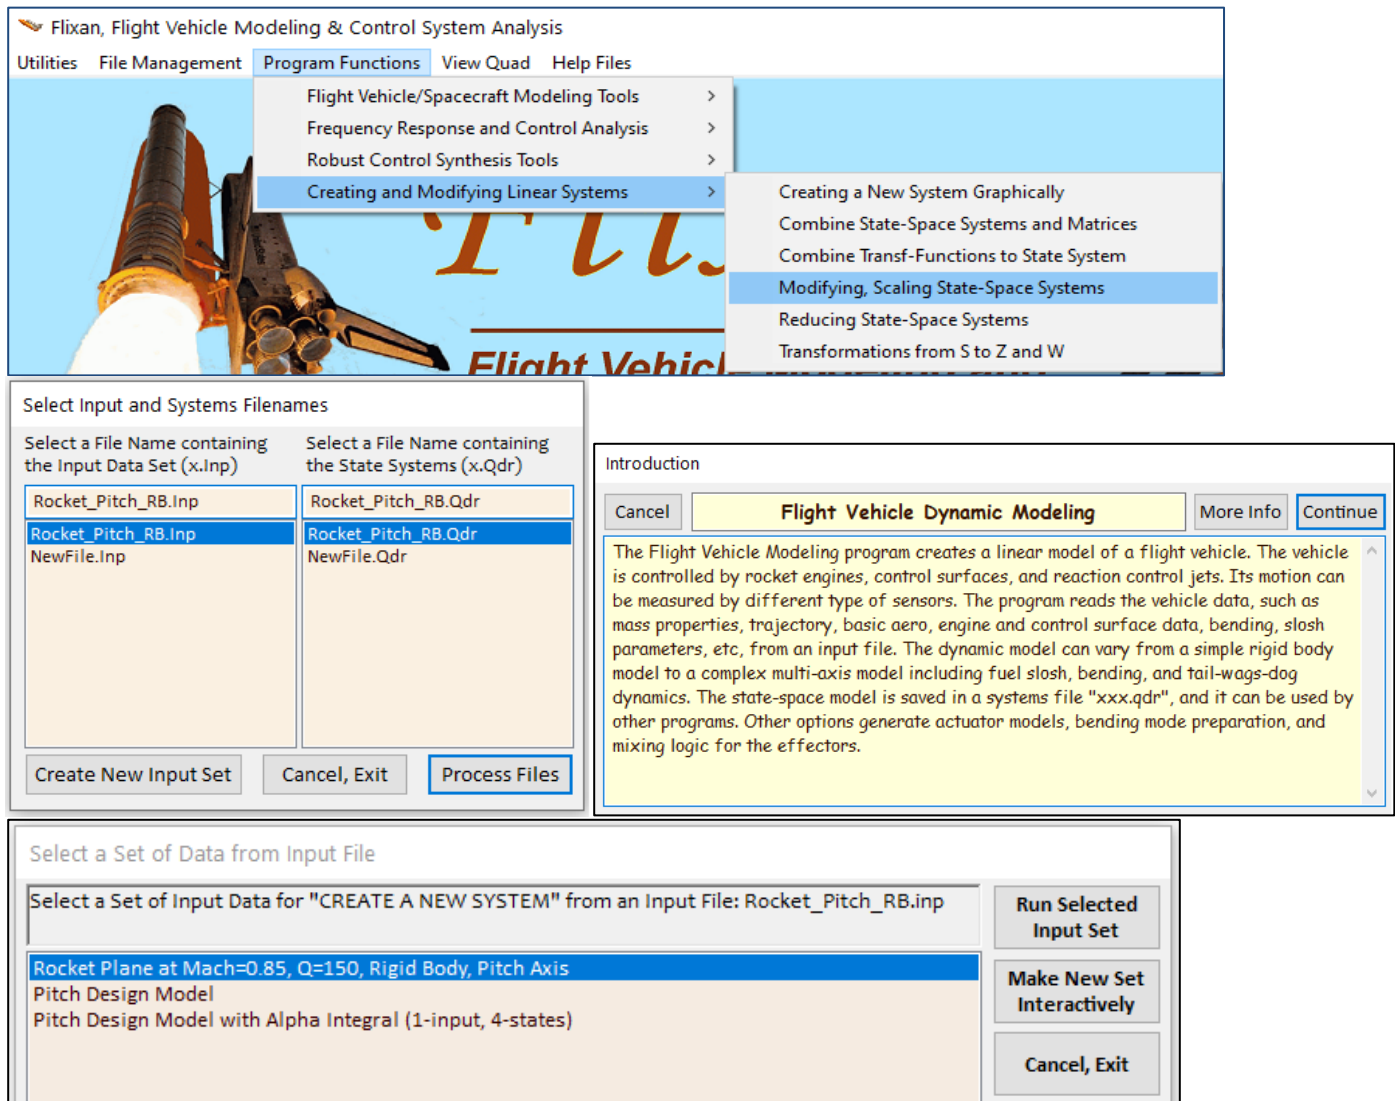 Flixan, Flight Vehicle Modeling & Control System Analysis
Utilities File Management Program Functions View Quad Help Files
Flight Vehicle/Spacecraft Modeling Tools >
Frequency Response and Control Analysis >
Robust Control Synthesis Tools >
Creating and Modifying Linear Systems >
Creating a New System Graphically
Combine State-Space Systems and Matrices
Combine Transf-Functions to State System
Modifying, Scaling State-Space Systems
Reducing State-Space Systems
Transformations from S to Z and W
Flight Vehicle
Select Input and Systems Filenames
Select a File Name containing
the Input Data Set (x.Inp)
Select a File Name containing
the State Systems (x.Qdr)
Rocket_Pitch_RB.Inp
Rocket_Pitch_RB.Qdr
Rocket_Pitch_RB.Inp
NewFile.Inp
Rocket_Pitch_RB.Qdr
NewFile.Qdr
Create New Input Set
Cancel, Exit
Process Files
Introduction
Cancel
Flight Vehicle Dynamic Modeling
More Info
Continue
The Flight Vehicle Modeling program creates a linear model of a flight vehicle. The vehicle
is controlled by rocket engines, control surfaces, and reaction control jets. Its motion can
be measured by different type of sensors. The program reads the vehicle data, such as
mass properties, trajectory, basic aero, engine and control surface data, bending, slosh
parameters, etc, from an input file. The dynamic model can vary from a simple rigid body
model to a complex multi-axis model including fuel slosh, bending, and tail-wags-dog
dynamics. The state-space model is saved in a systems file "xxx.qdr", and it can be used by
other programs. Other options generate actuator models, bending mode preparation, and
mixing logic for the effectors.
Select a Set of Data from Input File
Select a Set of Input Data for "CREATE A NEW SYSTEM" from an Input File: Rocket_Pitch_RB.inp
Rocket Plane at Mach=0.85, Q=150, Rigid Body, Pitch Axis
Pitch Design Model
Pitch Design Model with Alpha Integral (1-input, 4-states)
Run Selected
Input Set
Make New Set
Interactively
Cancel, Exit